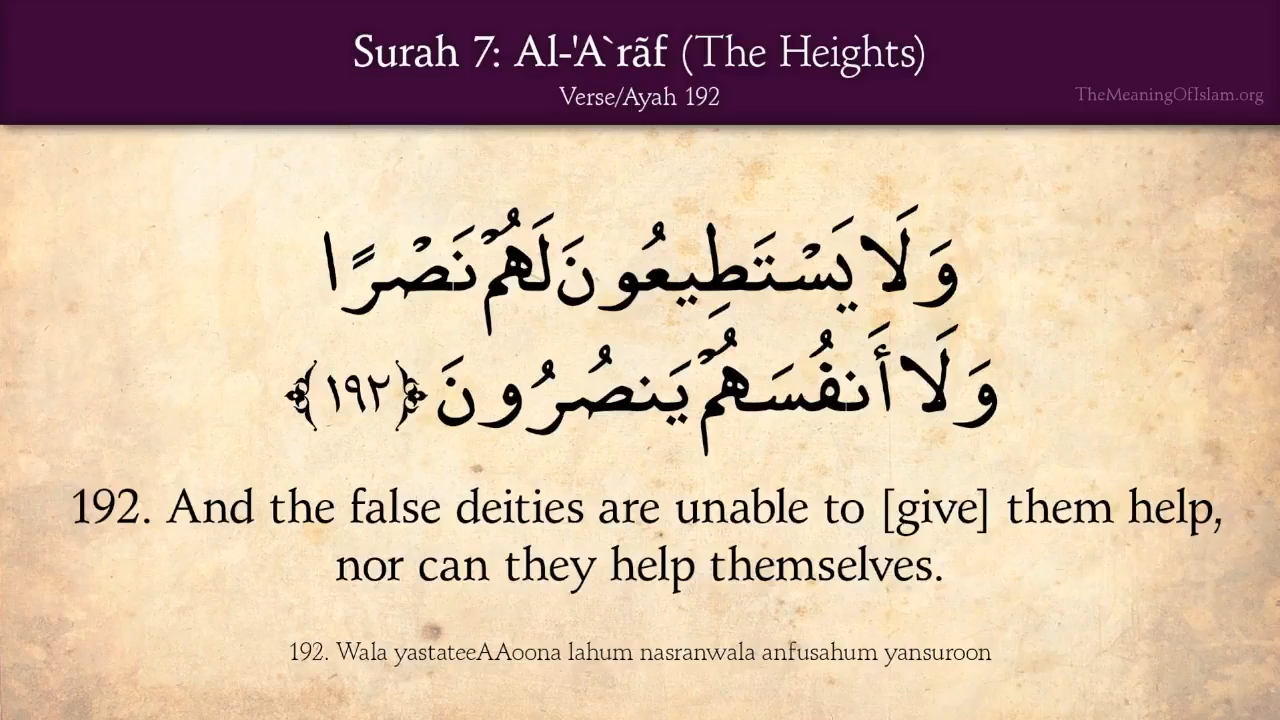 Surah 7: Al-'A`rãf (The Heights)
Verse/Ayah 192
TheMeaningOfIslam.org
وَلَا يَسْتَطِيعُونَ لَهُمْ نَصْرًا
وَلَا أَنفُسَهُمْ يَنصُرُونَ ﴿١٩٢﴾
192. And the false deities are unable to [give] them help,
nor can they help themselves.
192. Wala yastateeAAoona lahum nasranwala anfusahum yansuroon